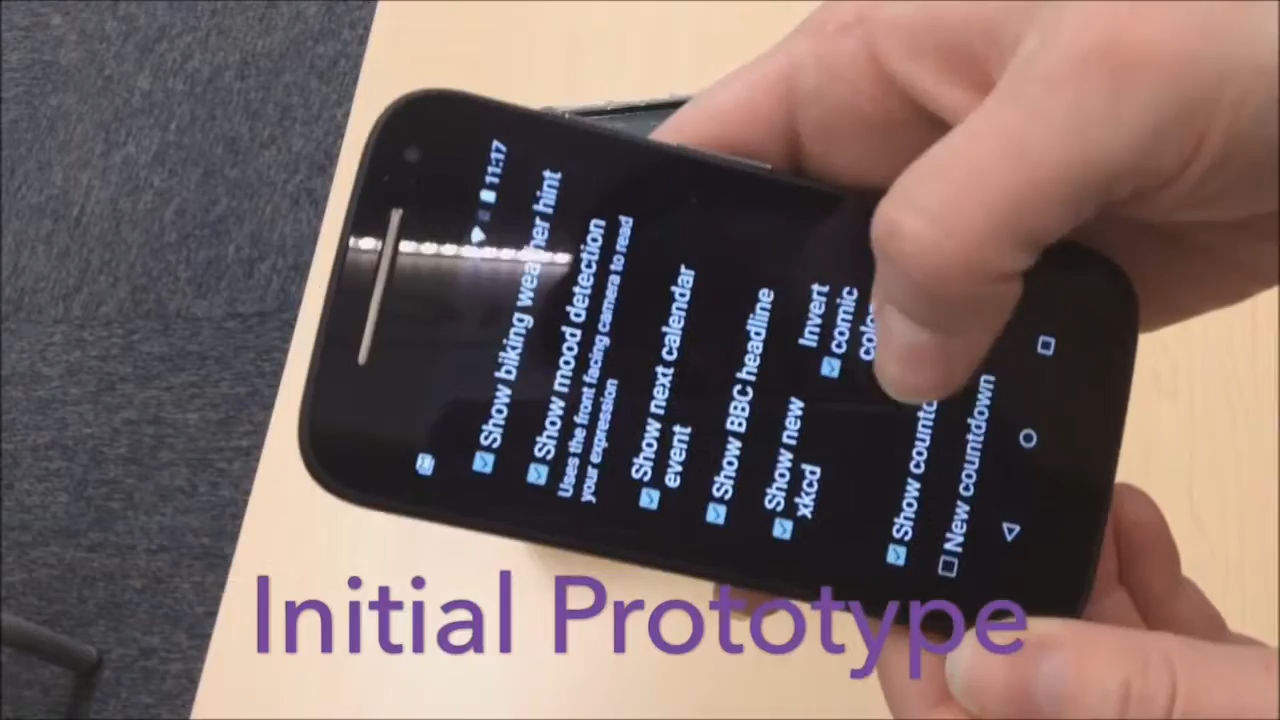 11:17
Show biking weather hint
Show mood detection
Uses the front facing camera to read
your expression
Show next calendar
event
Show BBC headline
Show new
xkcd
Invert
comic
Show
New countdown
Initial Prototype